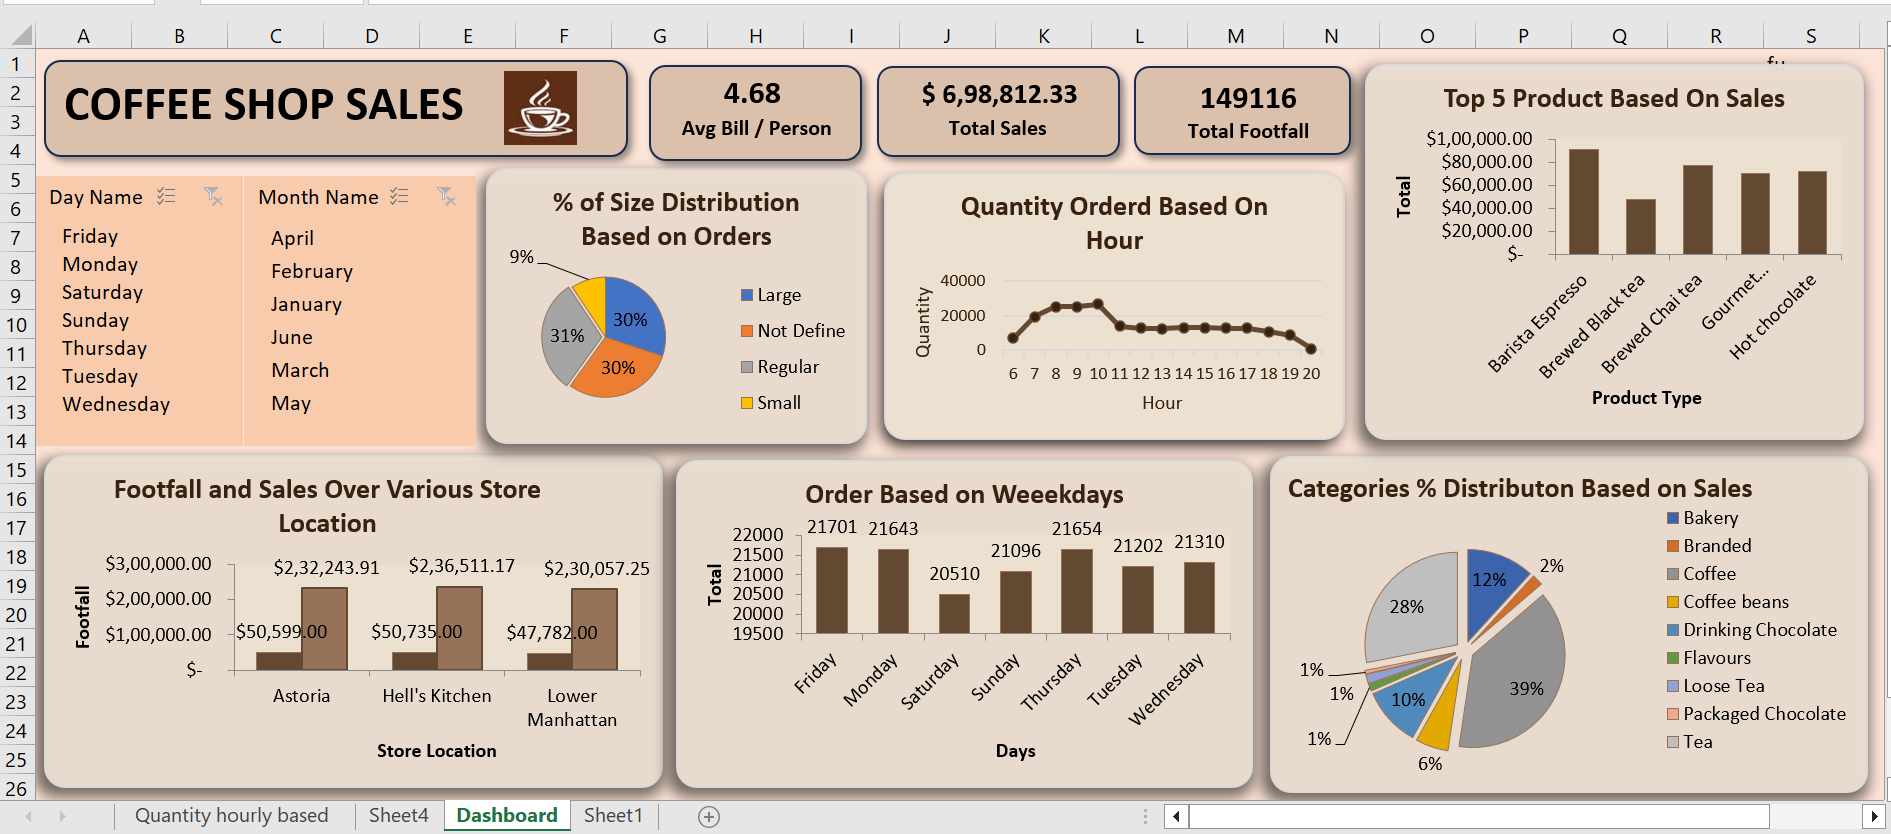 A B C D E F G H I J K L M N O P Q R S
1
2
3
4
5
6
7
8
9
10
11
12
13
14
15
16
17
18
19
20
21
22
23
24
25
26
COFFEE SHOP SALES
4.68
Avg Bill / Person
$ 6,98,812.33
Total Sales
149116
Total Footfall
Day Name
Friday
Monday
Saturday
Sunday
Thursday
Tuesday
Wednesday
Month Name
April
February
January
June
March
May
% of Size Distribution
Based on Orders
9%
30%
31%
30%
Large
Not Define
Regular
Small
Quantity Orderd Based On
Hour
Quantity
40000
20000
0
6 7 8 9 10 11 12 13 14 15 16 17 18 19 20
Hour
Top 5 Product Based On Sales
Total
$1,00,000.00
$80,000.00
$60,000.00
$40,000.00
$20,000.00
$-
Barista Espresso
Brewed Black tea
Brewed Chai tea
Gourmet...
Hot chocolate
Product Type
Footfall and Sales Over Various Store
Location
Footfall
$3,00,000.00
$2,00,000.00
$1,00,000.00
$-
$2,32,243.91 $2,36,511.17 $2,30,057.25
$50,599.00 $50,735.00 $47,782.00
Astoria Hell's Kitchen Lower
Manhattan
Store Location
Order Based on Weeekdays
Total
22000
21500
21000
20500
20000
19500
21701 21643 20510 21096 21654 21202 21310
Friday
Monday
Saturday
Sunday
Thursday
Tuesday
Wednesday
Days
Categories % Distributon Based on Sales
12%
2%
39%
6%
10%
1%
1%
1%
28%
Bakery
Branded
Coffee
Coffee beans
Drinking Chocolate
Flavours
Loose Tea
Packaged Chocolate
Tea
Quantity hourly based Sheet4 Dashboard Sheet1